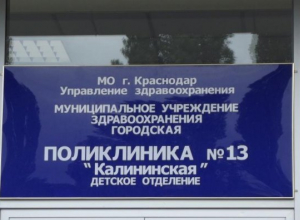 МО г. Краснодар
Управление здравоохранения
МУНИЦИПАЛЬНОЕ УЧРЕЖДЕНИЕ
ЗДРАВООХРАНЕНИЯ
ГОРОДСКАЯ
ПОЛИКЛИНИКА №13
"Калининская"
ДЕТСКОЕ ОТДЕЛЕНИЕ